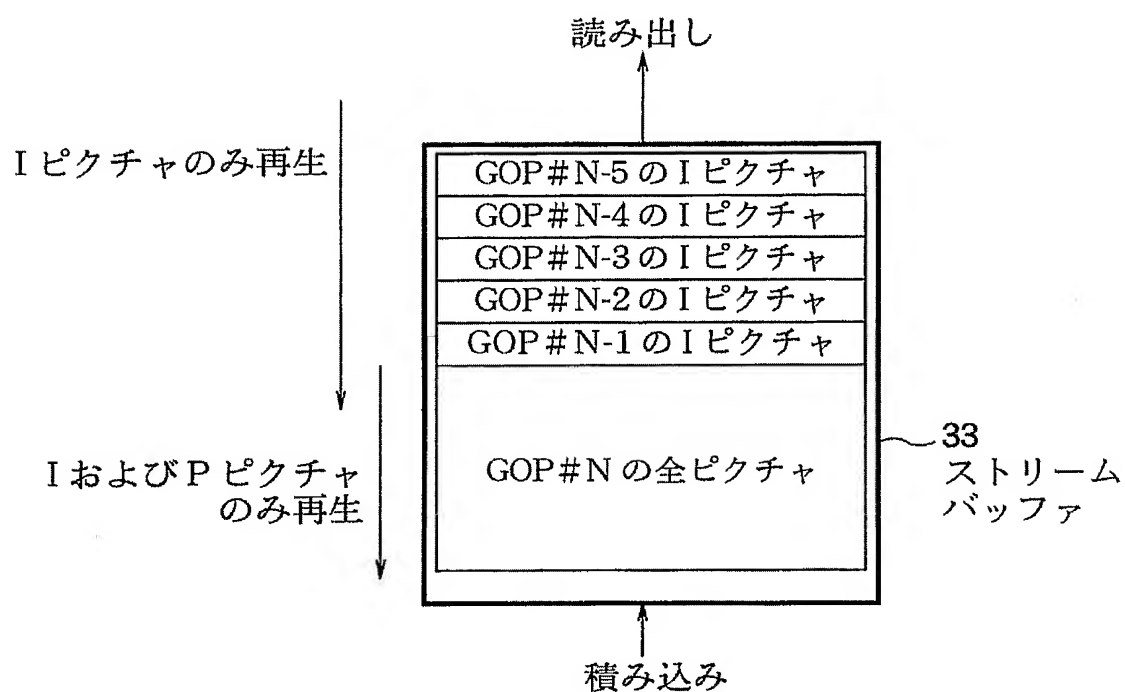 読み出し
Iピクチャのみ再生
GOP#N-5のIピクチャ
GOP#N-4のIピクチャ
GOP#N-3のIピクチャ
GOP#N-2のIピクチャ
GOP#N-1のIピクチャ
IおよびPピクチャ
のみ再生
GOP#Nの全ピクチャ
33
ストリーム
バッファ
積み込み